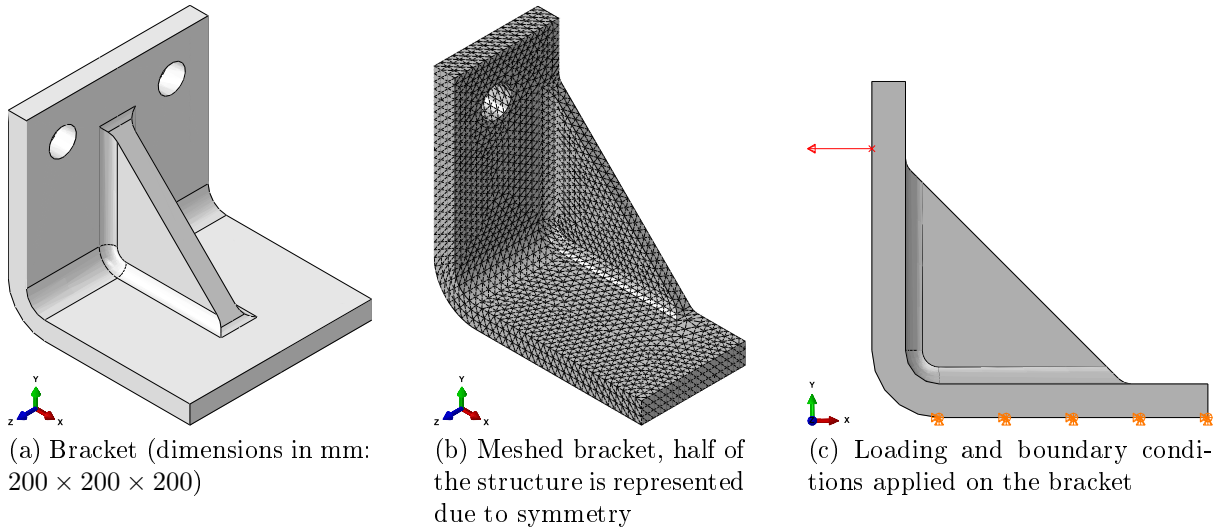 Y
Z
X
Y
Z
X
Y
X
(a) Bracket (dimensions in mm:
200 × 200 × 200)
(b) Meshed bracket, half of
the structure is represented
due to symmetry
(c) Loading and boundary condi-
tions applied on the bracket